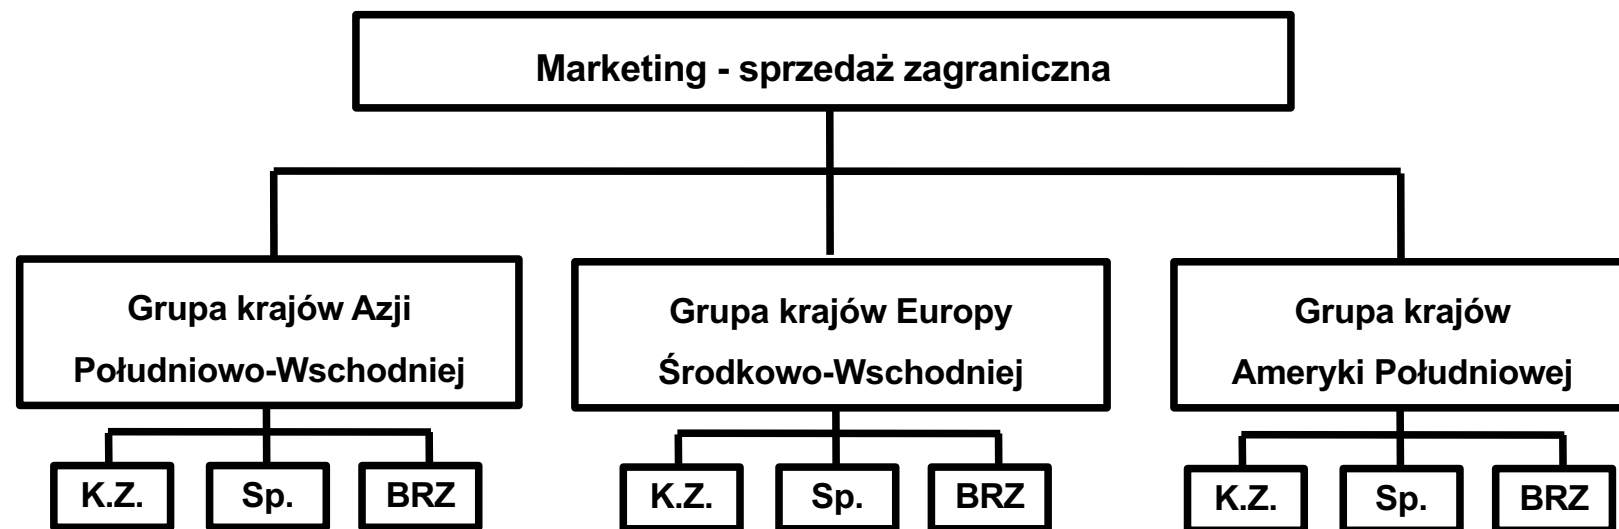 Marketing - sprzedaż zagraniczna
Grupa krajów Azji
Południowo-Wschodniej
Grupa krajów Europy
Środkowo-Wschodniej
Grupa krajów
Ameryki Południowej
K.Z.
Sp.
BRZ
K.Z.
Sp.
BRZ
K.Z.
Sp.
BRZ